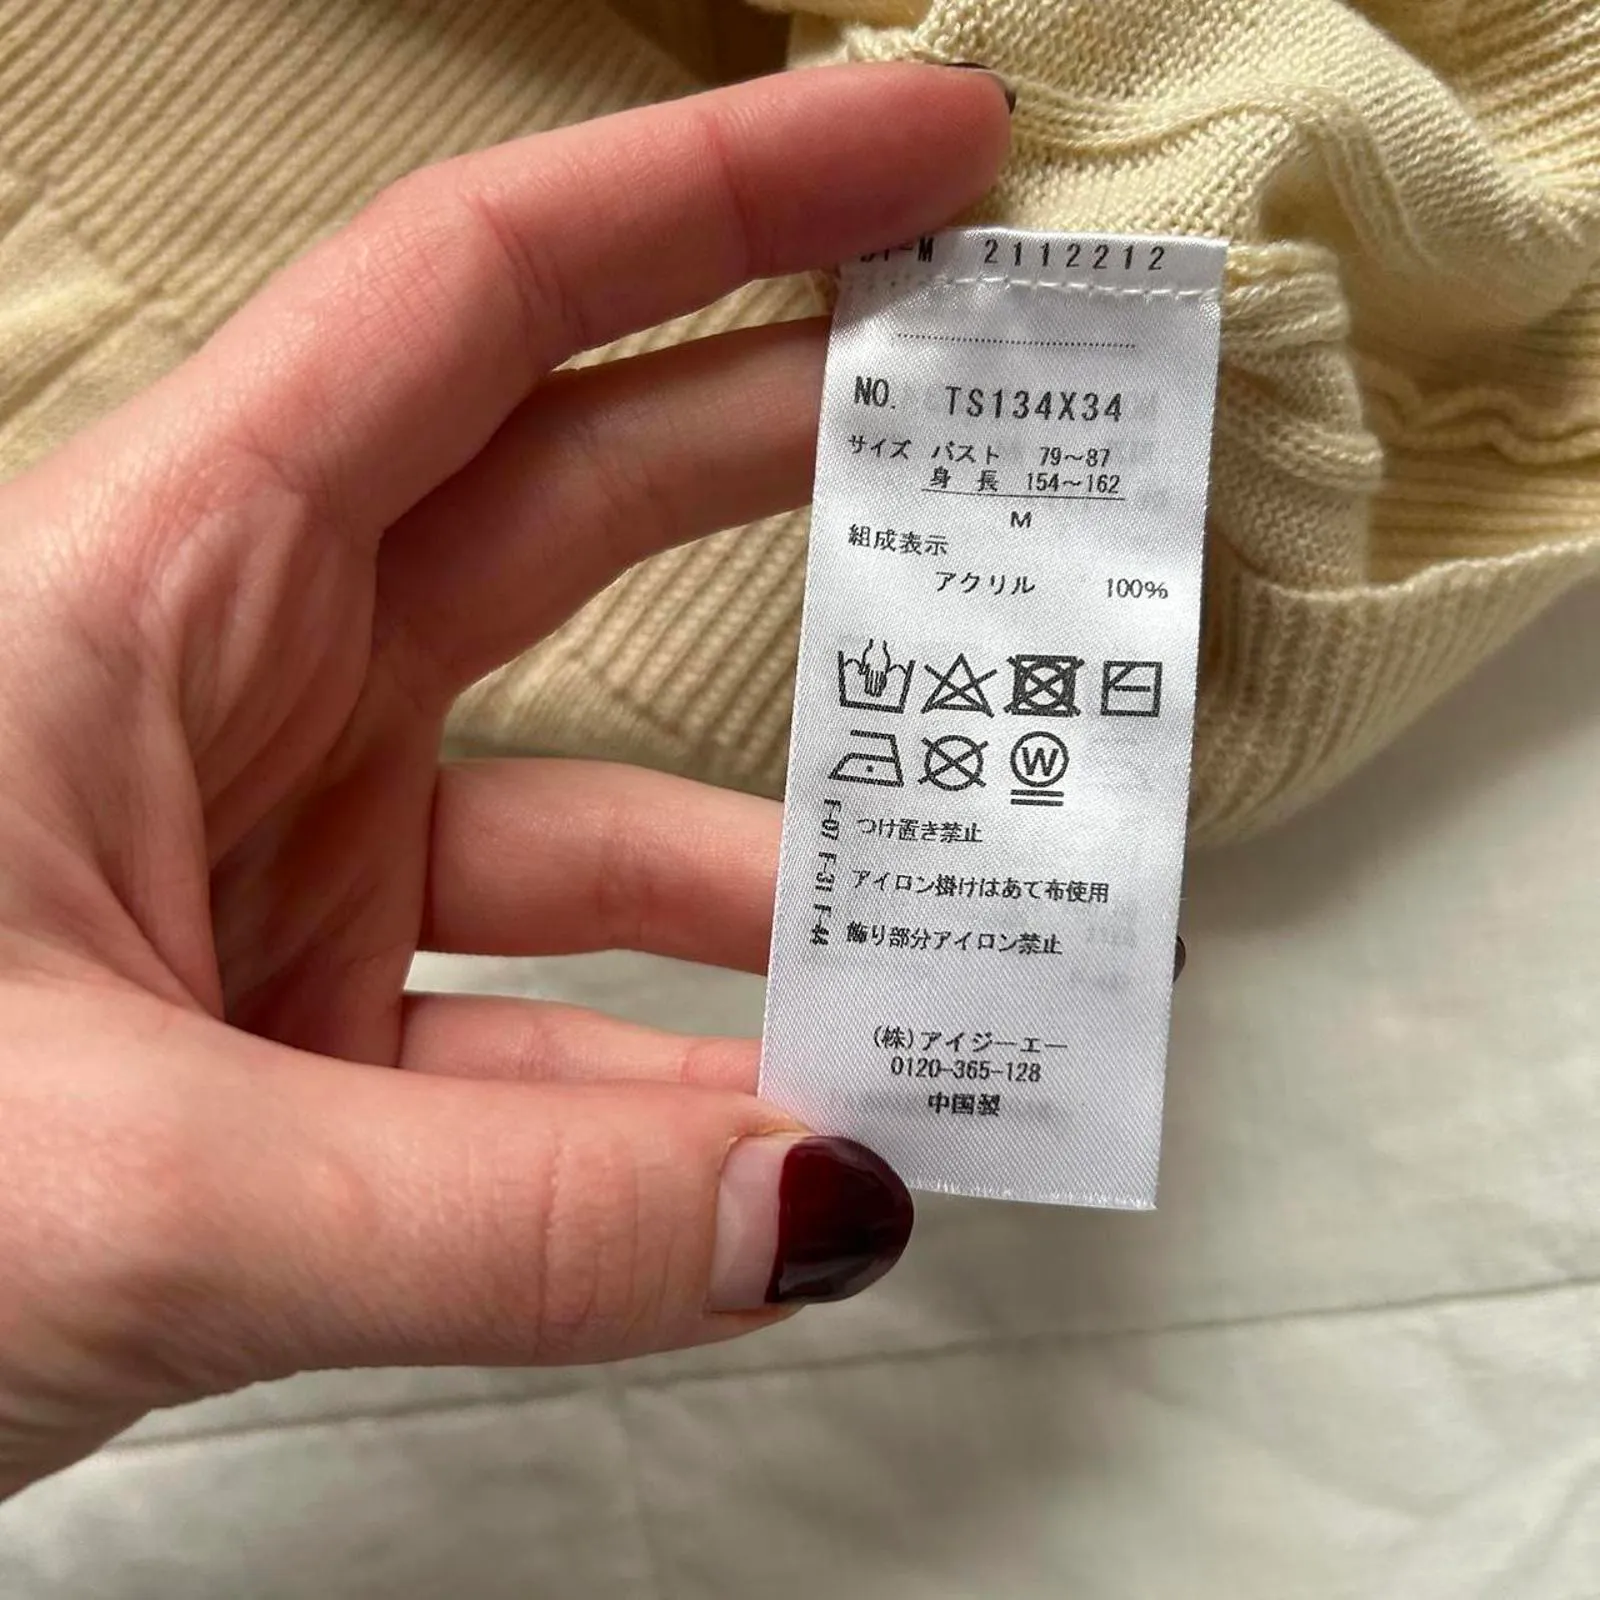 -M 2112212
NO. TS134X34
サイズ バスト 79～87
身長 154～162
M
組成表示
アクリル 100%
W
F-07 つけ置き禁止
F-31 アイロン掛けはあて布使用
F-44 飾り部分アイロン禁止
(株)アイジーエー
0120-365-128
中国製